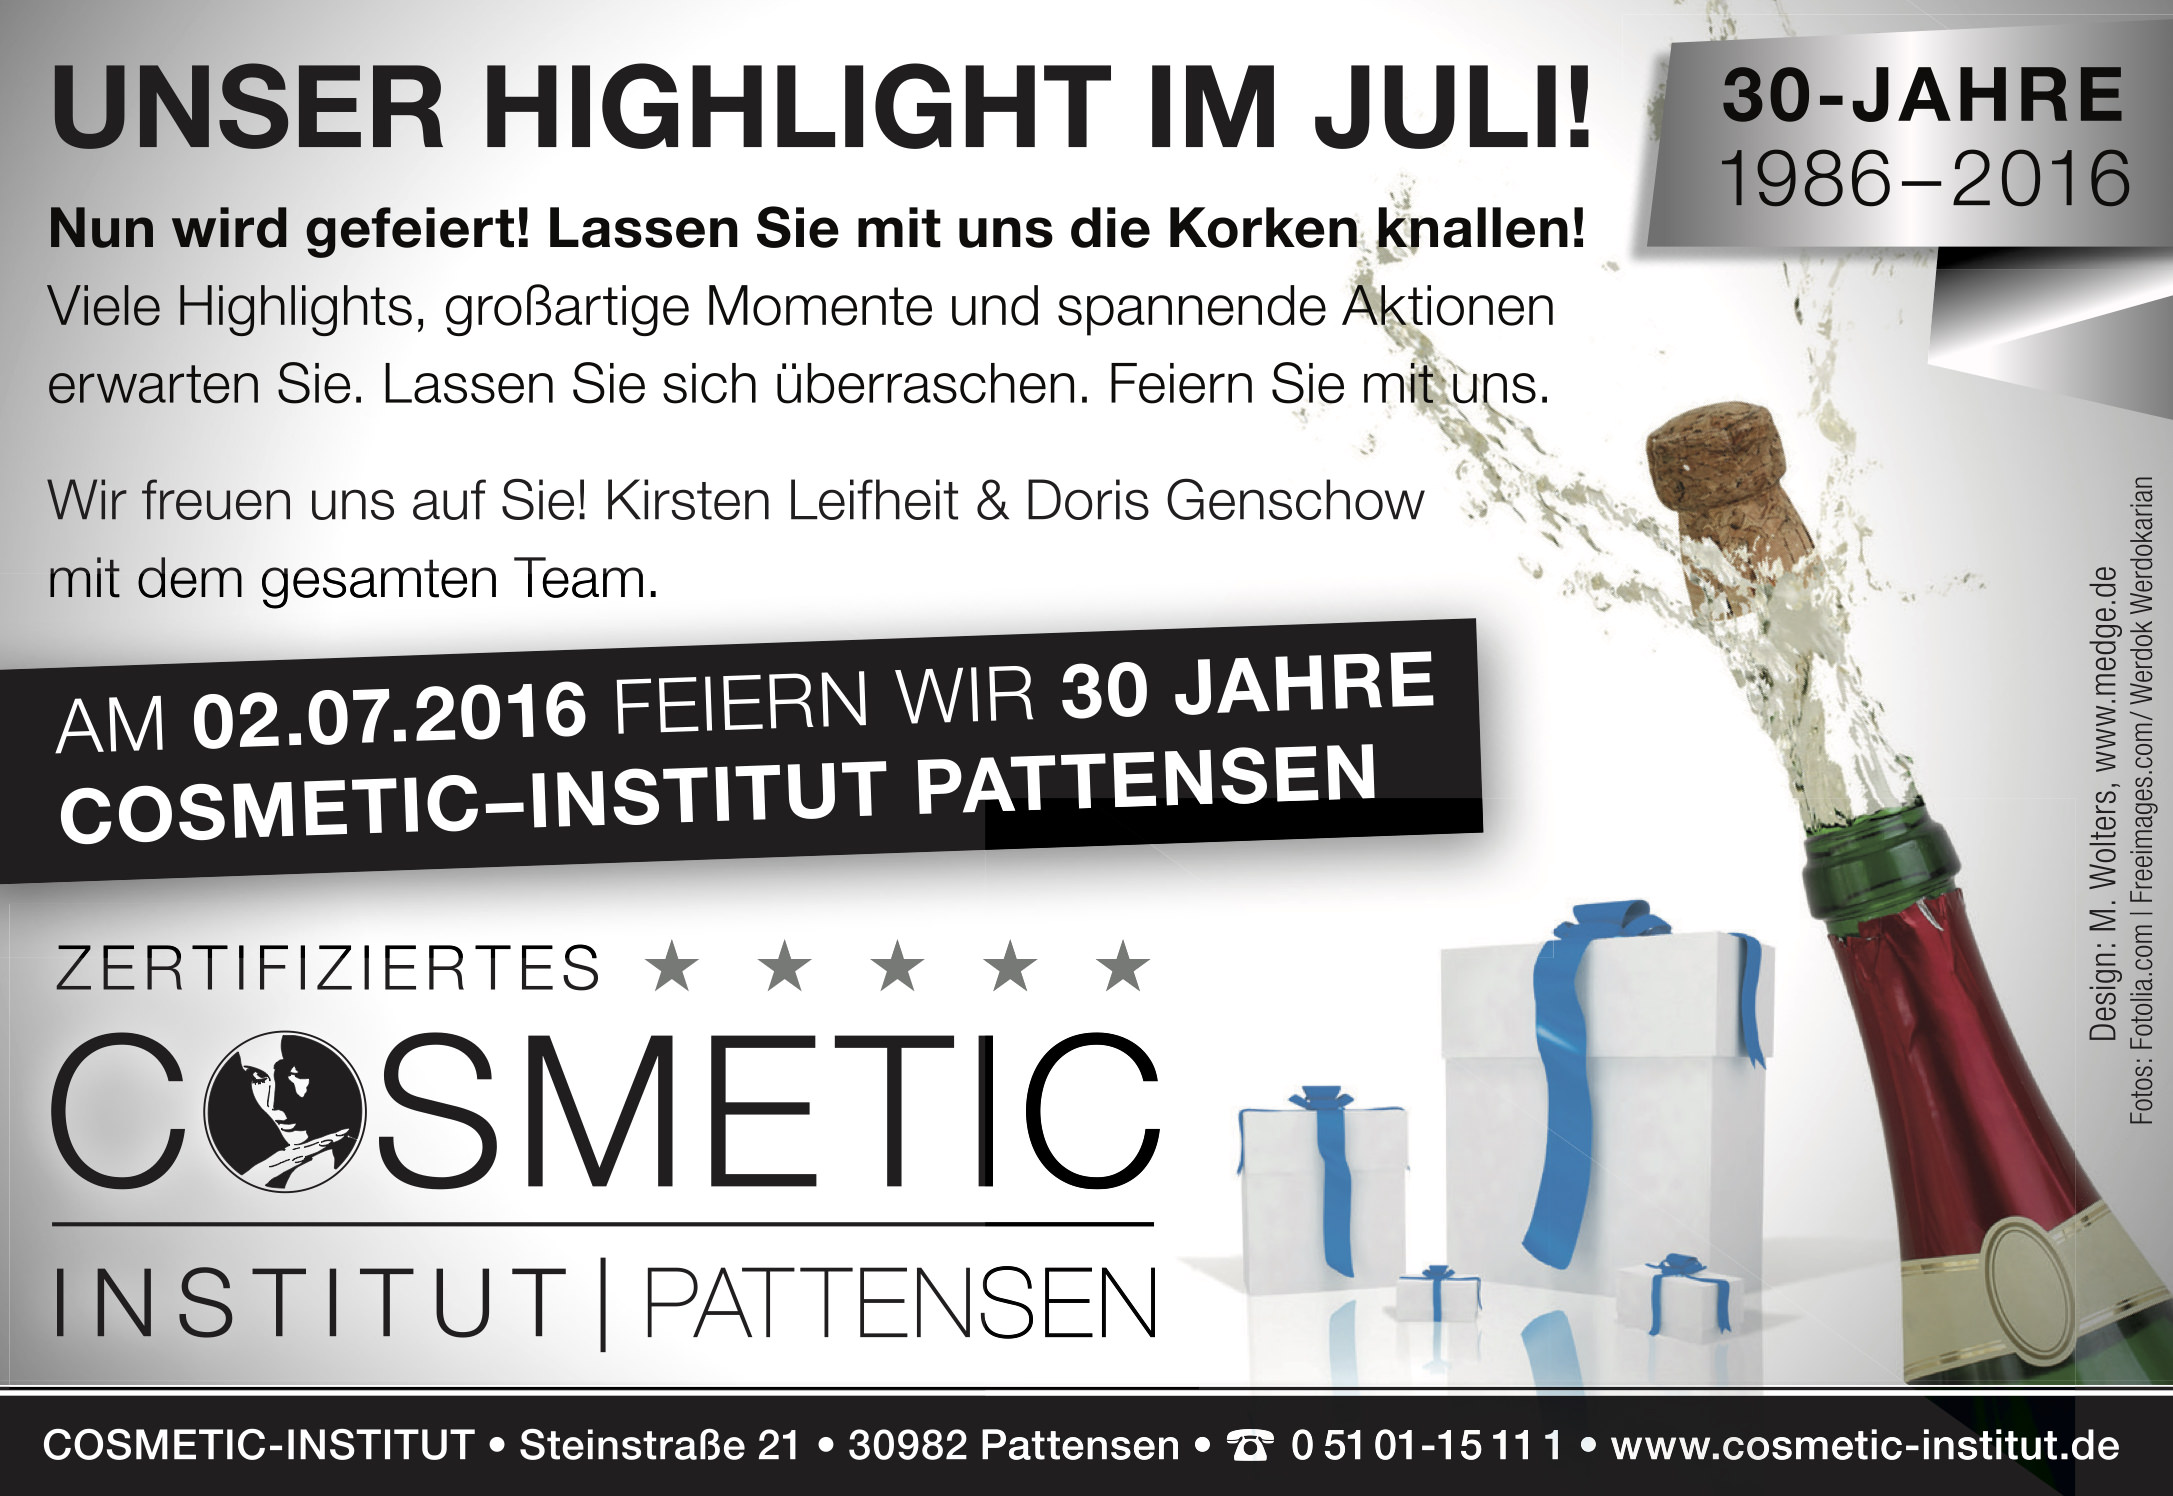 UNSER HIGHLIGHT IM JULI!
30-JAHRE
1986–2016
Nun wird gefeiert! Lassen Sie mit uns die Korken knallen!
Viele Highlights, großartige Momente und spannende Aktionen
erwarten Sie. Lassen Sie sich überraschen. Feiern Sie mit uns.
Wir freuen uns auf Sie! Kirsten Leifheit & Doris Genschow
mit dem gesamten Team.
AM 02.07.2016 FEIERN WIR 30 JAHRE
COSMETIC–INSTITUT PATTENSEN
ZERTIFIZIERTES ★ ★ ★ ★ ★
COSMETIC
INSTITUT | PATTENSEN
Design: M. Wolters, www.medge.de
Fotos: Fotolia.com | Freeimages.com/ Werdok Werdokarian
COSMETIC-INSTITUT • Steinstraße 21 • 30982 Pattensen • ☎ 0 51 01-15 11 1 • www.cosmetic-institut.de